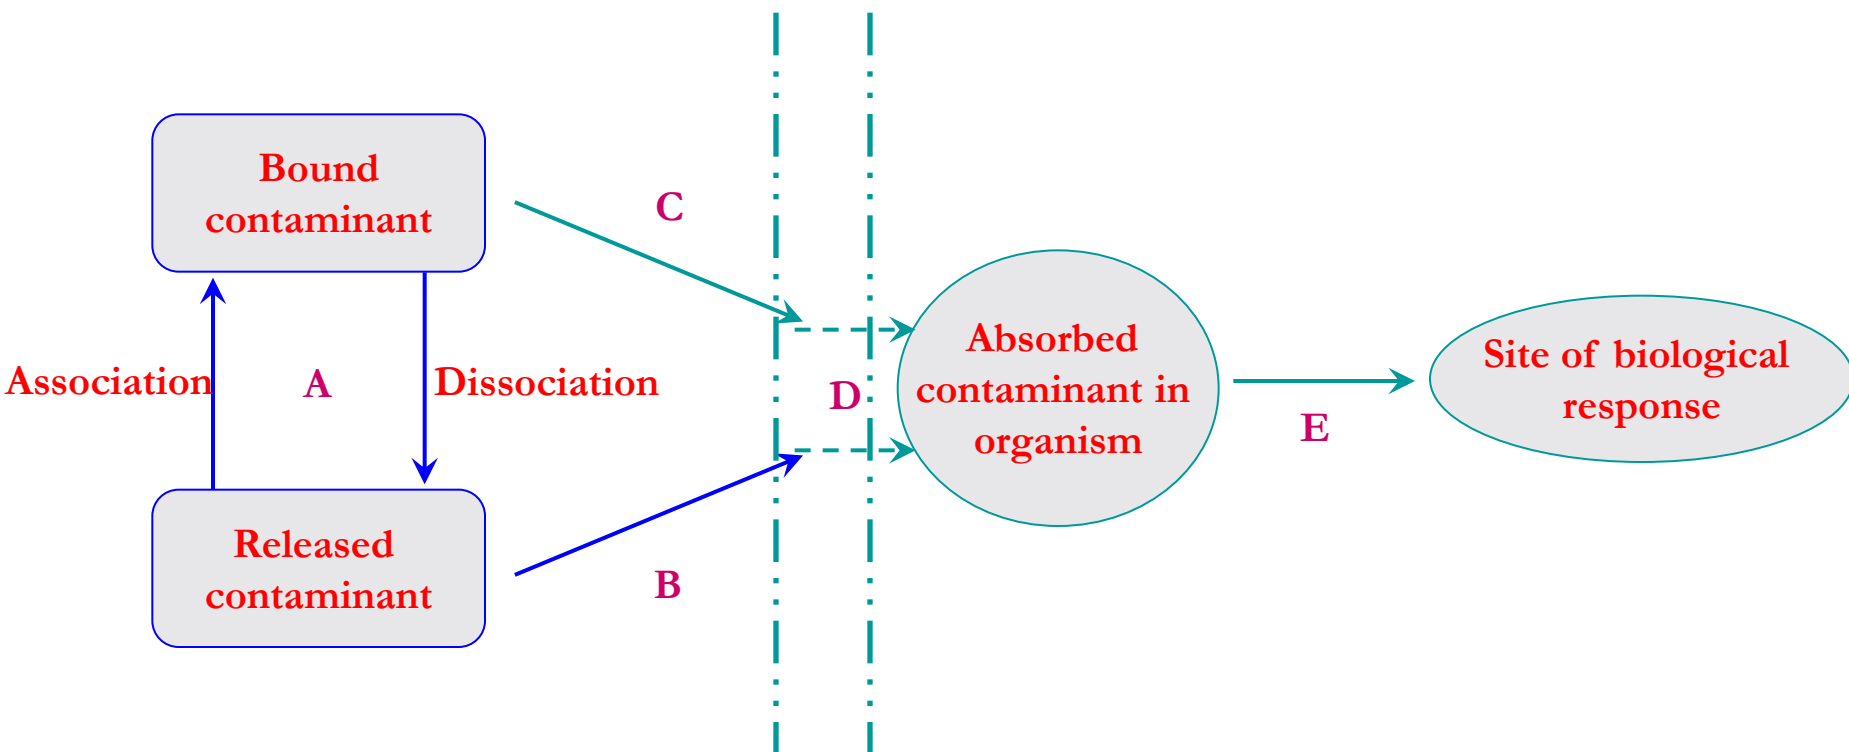 Bound
contaminant
C
Association
A
Dissociation
D
Absorbed
contaminant in
organism
E
Site of biological
response
Released
contaminant
B